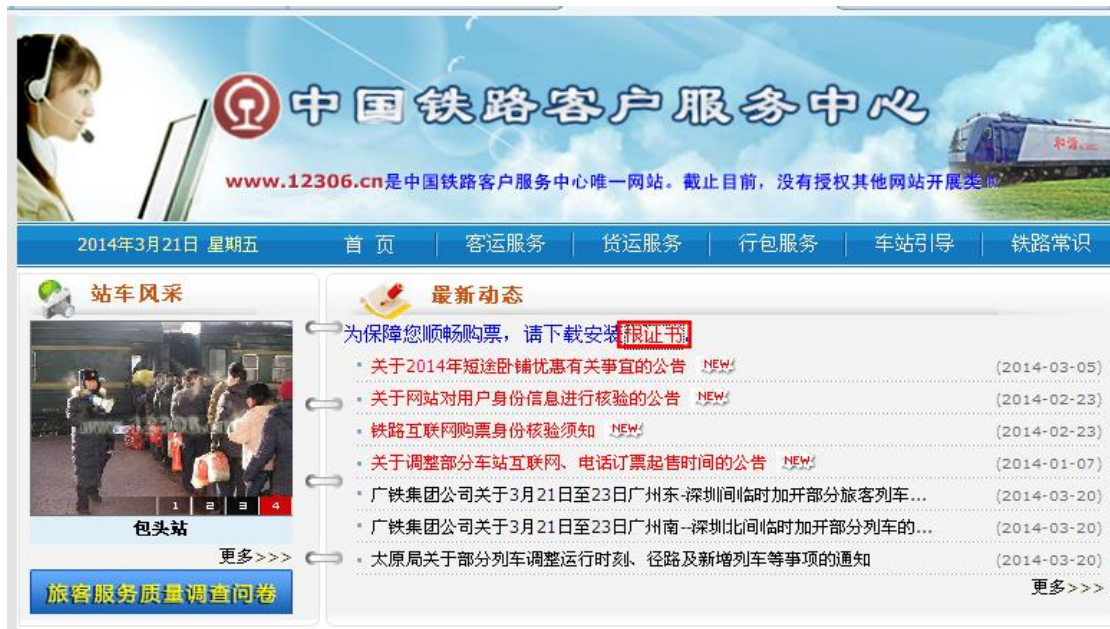 中国铁路客户服务中心
和谐
www.12306.cn是中国铁路客户服务中心唯一网站。截止目前，没有授权其他网站开展类
2014年3月21日 星期五 首 页 客运服务 货运服务 行包服务 车站引导 铁路常识
站车风采
www.12306.cn
1 2 3 4
包头站
更多>>>
旅客服务质量调查问卷
最新动态
为保障您顺畅购票，请下载安装根证书。
关于2014年短途卧铺优惠有关事宜的公告 NEW (2014-03-05)
关于网站对用户身份信息进行核验的公告 NEW (2014-02-23)
铁路互联网购票身份核验须知 NEW (2014-02-23)
关于调整部分车站互联网、电话订票起售时间的公告 NEW (2014-01-07)
广铁集团公司关于3月21日至23日广州东-深圳间临时加开部分旅客列车... (2014-03-20)
广铁集团公司关于3月21日至23日广州南--深圳北间临时加开部分列车的... (2014-03-20)
太原局关于部分列车调整运行时刻、径路及新增列车等事项的通知 (2014-03-20)
更多>>>